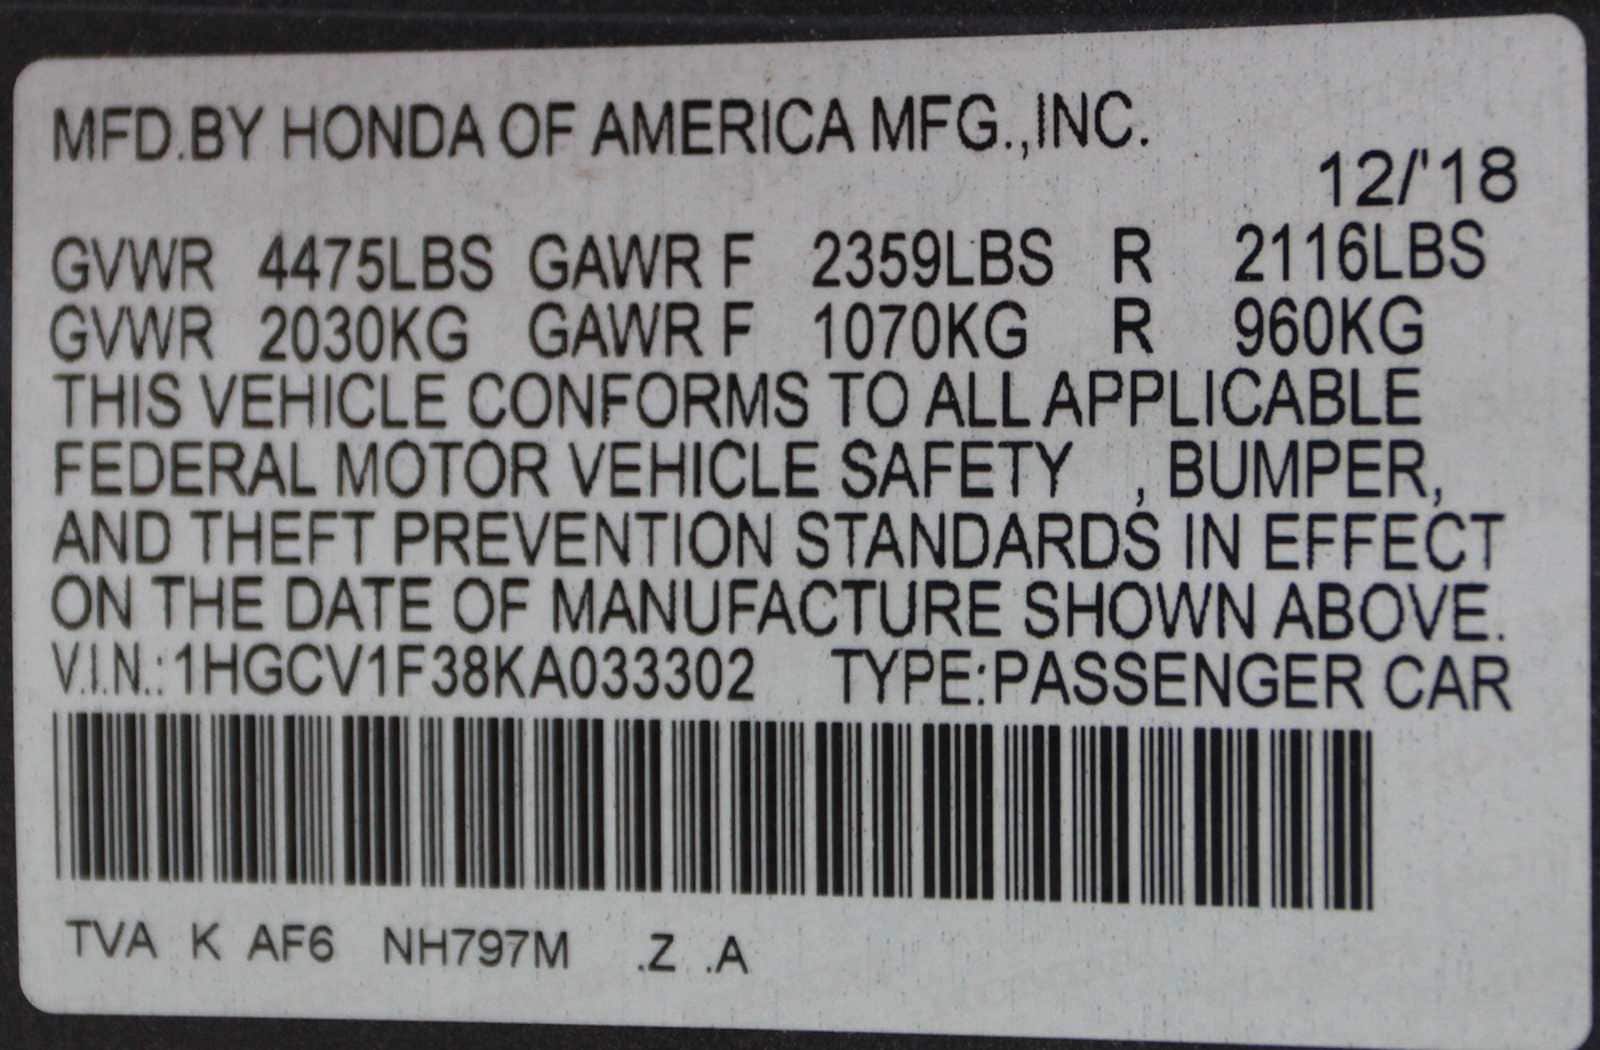 MFD.BY HONDA OF AMERICA MFG.,INC.
12/'18
GVWR 4475LBS GAWR F 2359LBS R 2116LBS
GVWR 2030KG GAWR F 1070KG R 960KG
THIS VEHICLE CONFORMS TO ALL APPLICABLE
FEDERAL MOTOR VEHICLE SAFETY , BUMPER,
AND THEFT PREVENTION STANDARDS IN EFFECT
ON THE DATE OF MANUFACTURE SHOWN ABOVE.
V.I.N.:1HGCV1F38KA033302 TYPE:PASSENGER CAR
TVA K AF6 NH797M .Z .A